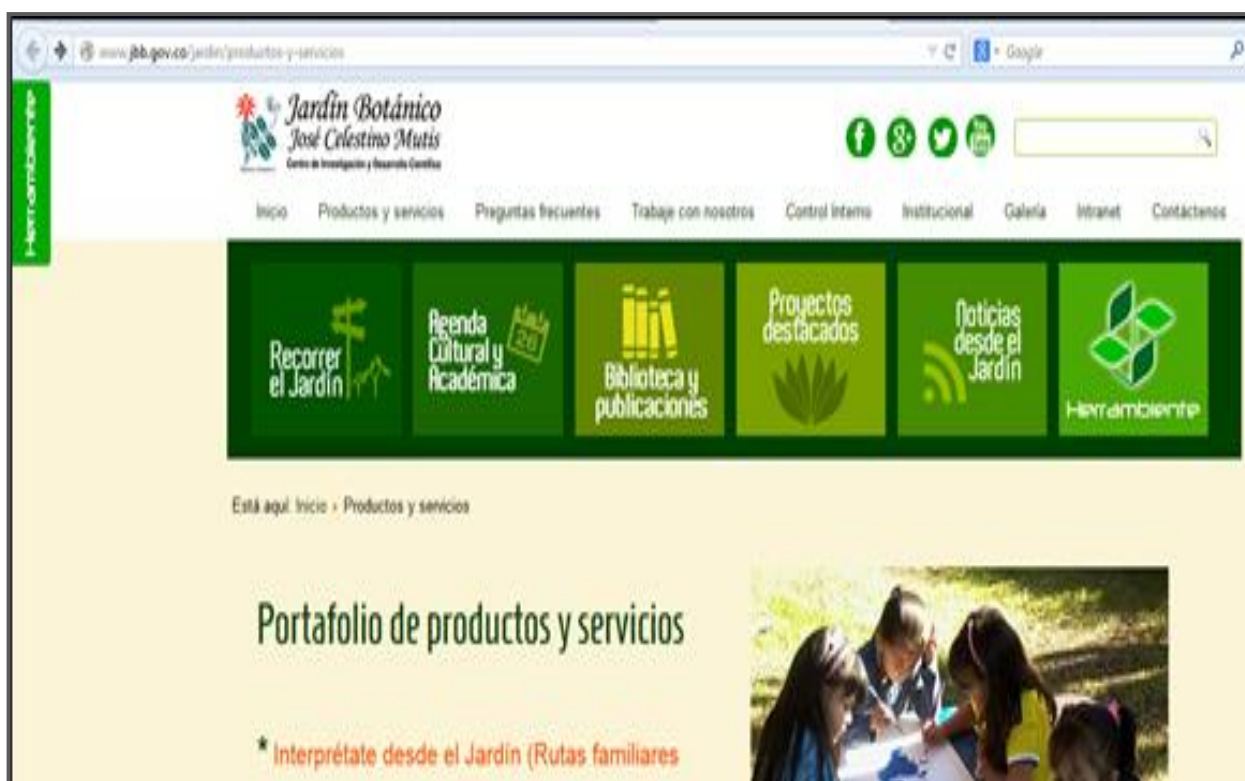 www.jbb.gov.co/jardin/productos-y-servicios
Google
Herrambiente
Jardín Botánico
José Celestino Mutis
Centro de Investigación y Desarrollo Científico
Inicio Productos y servicios Preguntas frecuentes Trabaje con nosotros Control Interno Institucional Galería Intranet Contáctenos
Recorrer
el Jardín
Agenda
Cultural y
Académica
26
Biblioteca y
publicaciones
Proyectos
destacados
Noticias
desde el
Jardín
Herrambiente
Está aquí: Inicio › Productos y servicios
Portafolio de productos y servicios
* Interprétate desde el Jardín (Rutas familiares